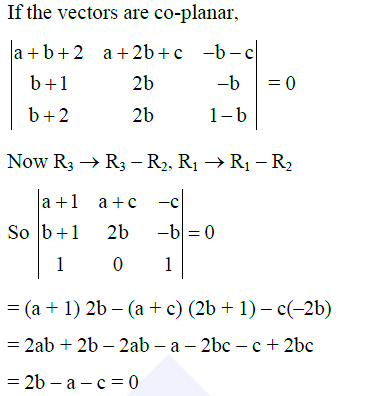 If the vectors are co-planar,
|a+b+2 a+2b+c –b–c|
|b+1 2b –b| = 0
|b+2 2b 1–b|
Now R₃ → R₃ – R₂, R₁ → R₁ – R₂
|a+1 a+c –c|
So |b+1 2b –b| = 0
|1 0 1|
= (a + 1) 2b – (a + c) (2b + 1) – c(–2b)
= 2ab + 2b – 2ab – a – 2bc – c + 2bc
= 2b – a – c = 0